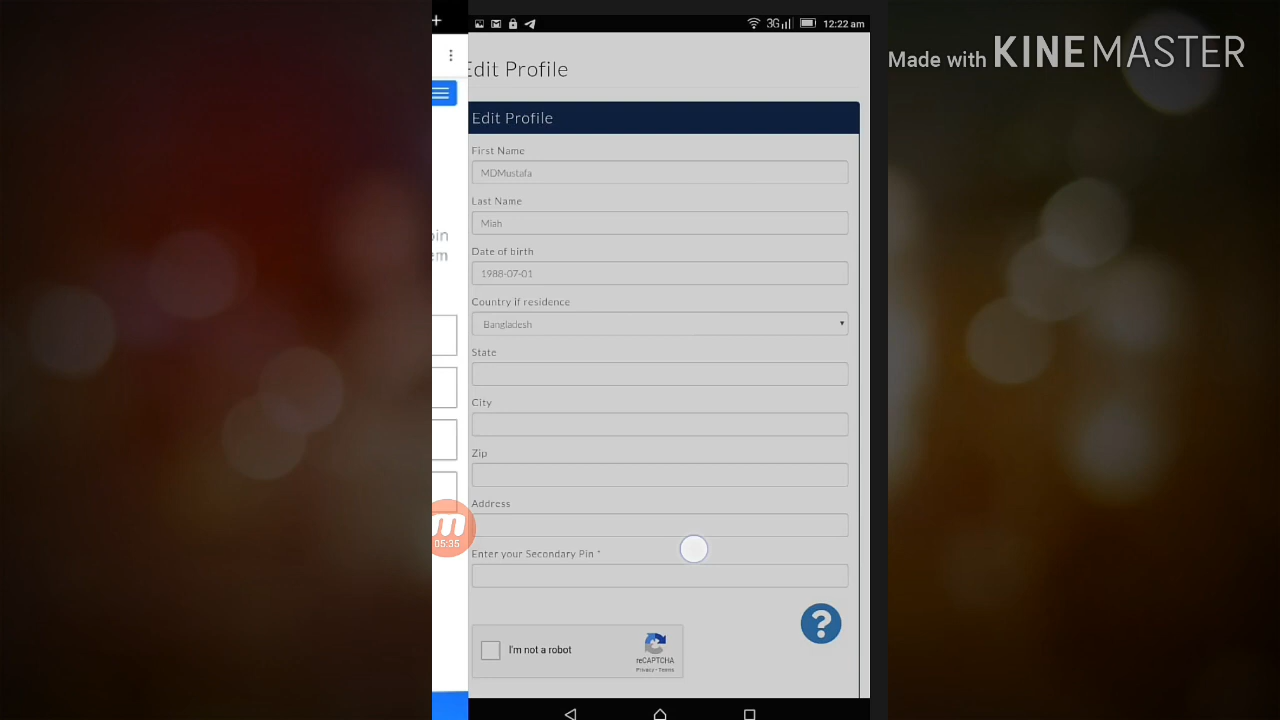 3G 12:22 am
Made with KINEMASTER
Edit Profile
Edit Profile
First Name
MDMustafa
Last Name
Miah
Date of birth
1988-07-01
Country if residence
Bangladesh
State
City
Zip
Address
05:35
Enter your Secondary Pin *
I'm not a robot
reCAPTCHA
Privacy - Terms